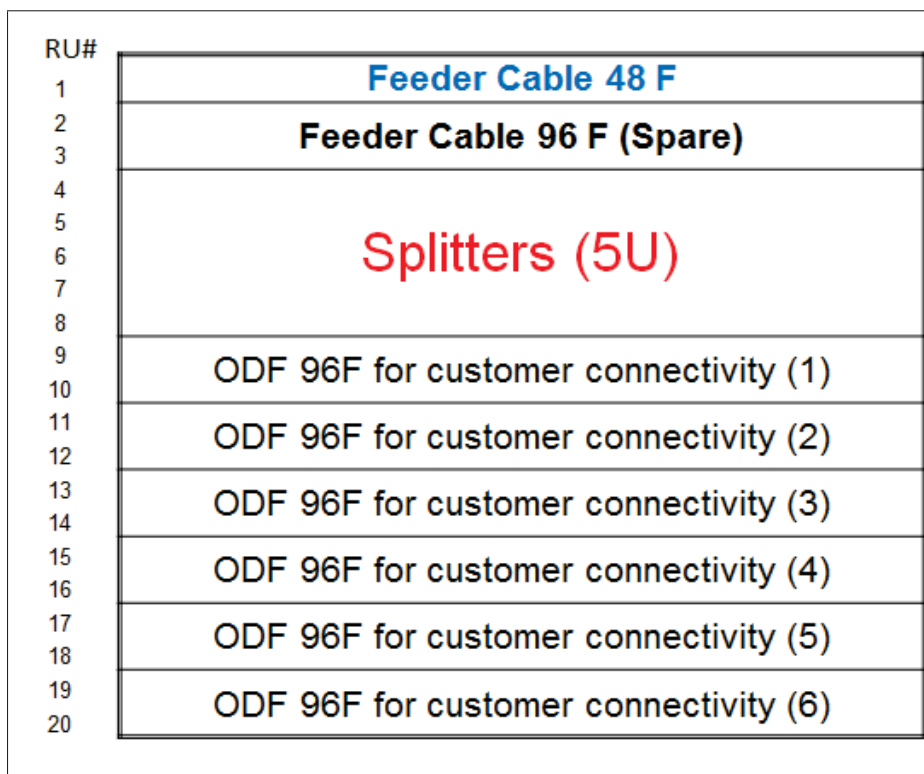 RU#
1 Feeder Cable 48 F
2
3
Feeder Cable 96 F (Spare)
4
5
6
7
8
Splitters (5U)
9
10
ODF 96F for customer connectivity (1)
11
12
ODF 96F for customer connectivity (2)
13
14
ODF 96F for customer connectivity (3)
15
16
ODF 96F for customer connectivity (4)
17
18
ODF 96F for customer connectivity (5)
19
20
ODF 96F for customer connectivity (6)